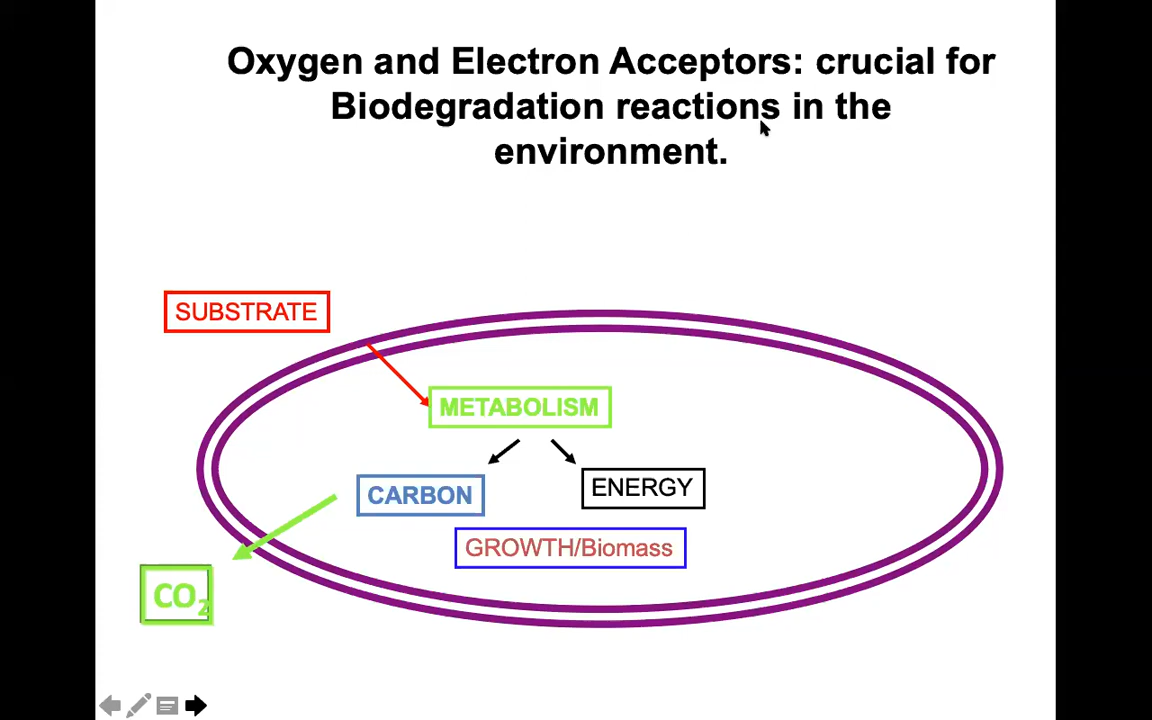 Oxygen and Electron Acceptors: crucial for
Biodegradation reactions in the
environment.
SUBSTRATE
METABOLISM
CARBON
ENERGY
GROWTH/Biomass
CO₂